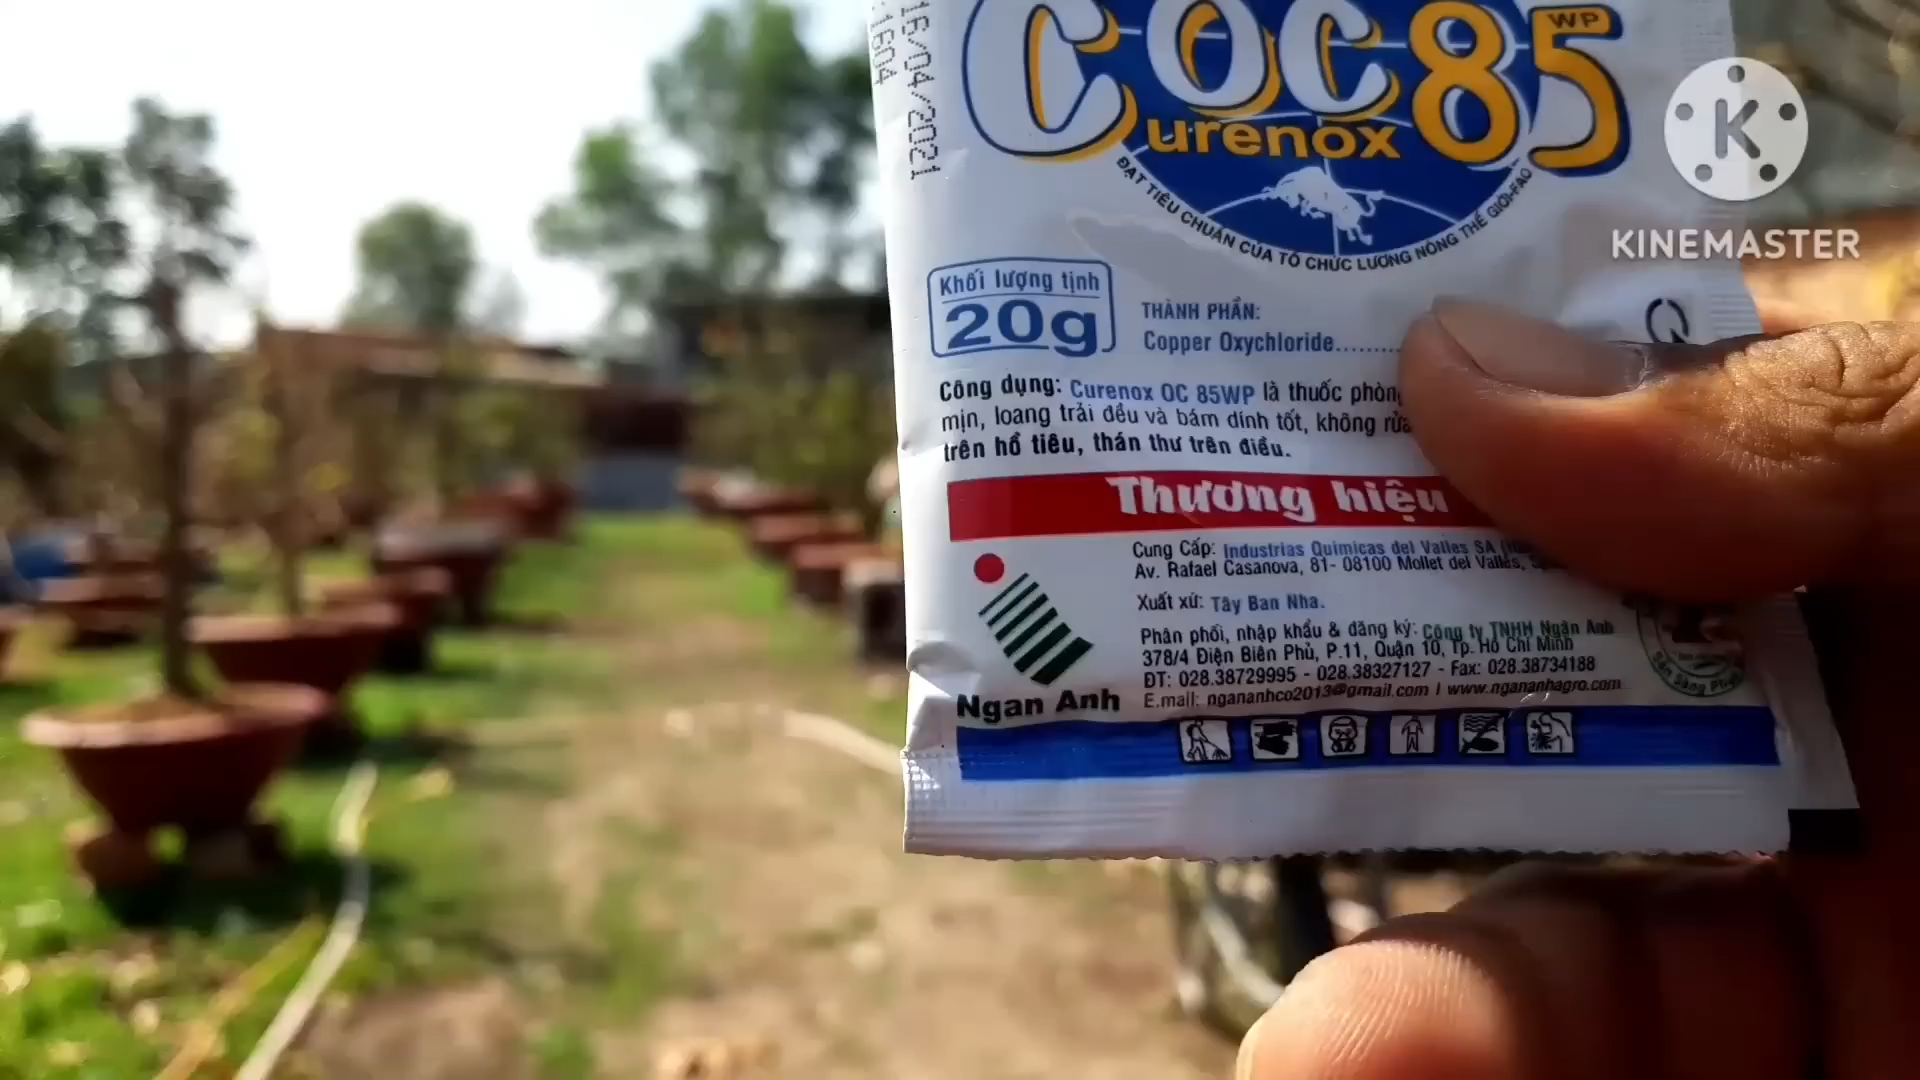 1604
16/04/2021
COC85 WP
Curenox
ĐẠT TIÊU CHUẨN CỦA TỔ CHỨC LƯƠNG NÔNG THẾ GIỚI-FAO
KINEMASTER
Khối lượng tịnh
20g
THÀNH PHẦN:
Copper Oxychloride.........
Công dụng: Curenox OC 85WP là thuốc phòng
mịn, loang trải đều và bám dính tốt, không rửa
trên hồ tiêu, thán thư trên điều.
Thương hiệu
Cung Cấp: Industrias Quimicas del Valles SA
Av. Rafael Casanova, 81- 08100 Mollet del Valles,
Xuất xứ: Tây Ban Nha.
Phân phối, nhập khẩu & đăng ký: Công ty TNHH Ngân Anh
378/4 Điện Biên Phủ, P.11, Quận 10, Tp. Hồ Chí Minh
ĐT: 028.38729995 - 028.38327127 - Fax: 028.38734188
E.mail: ngananhco2013@gmail.com I www.ngananhagro.com
Ngan Anh